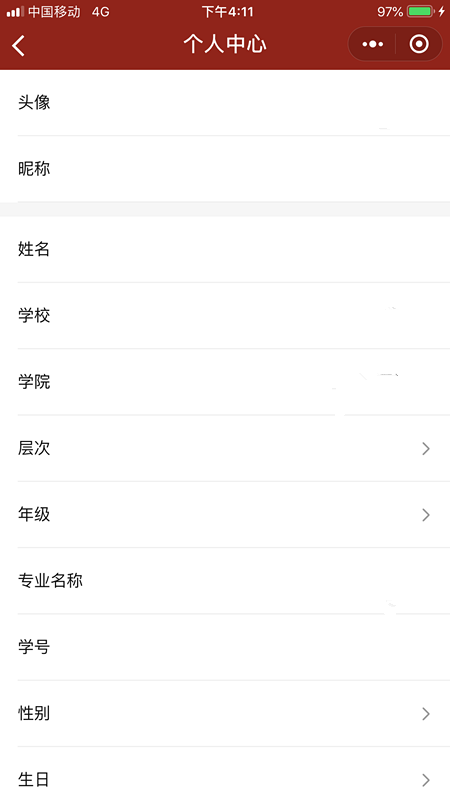 中国移动 4G 下午4:11 97%
个人中心
头像
昵称
姓名
学校
学院
层次
年级
专业名称
学号
性别
生日